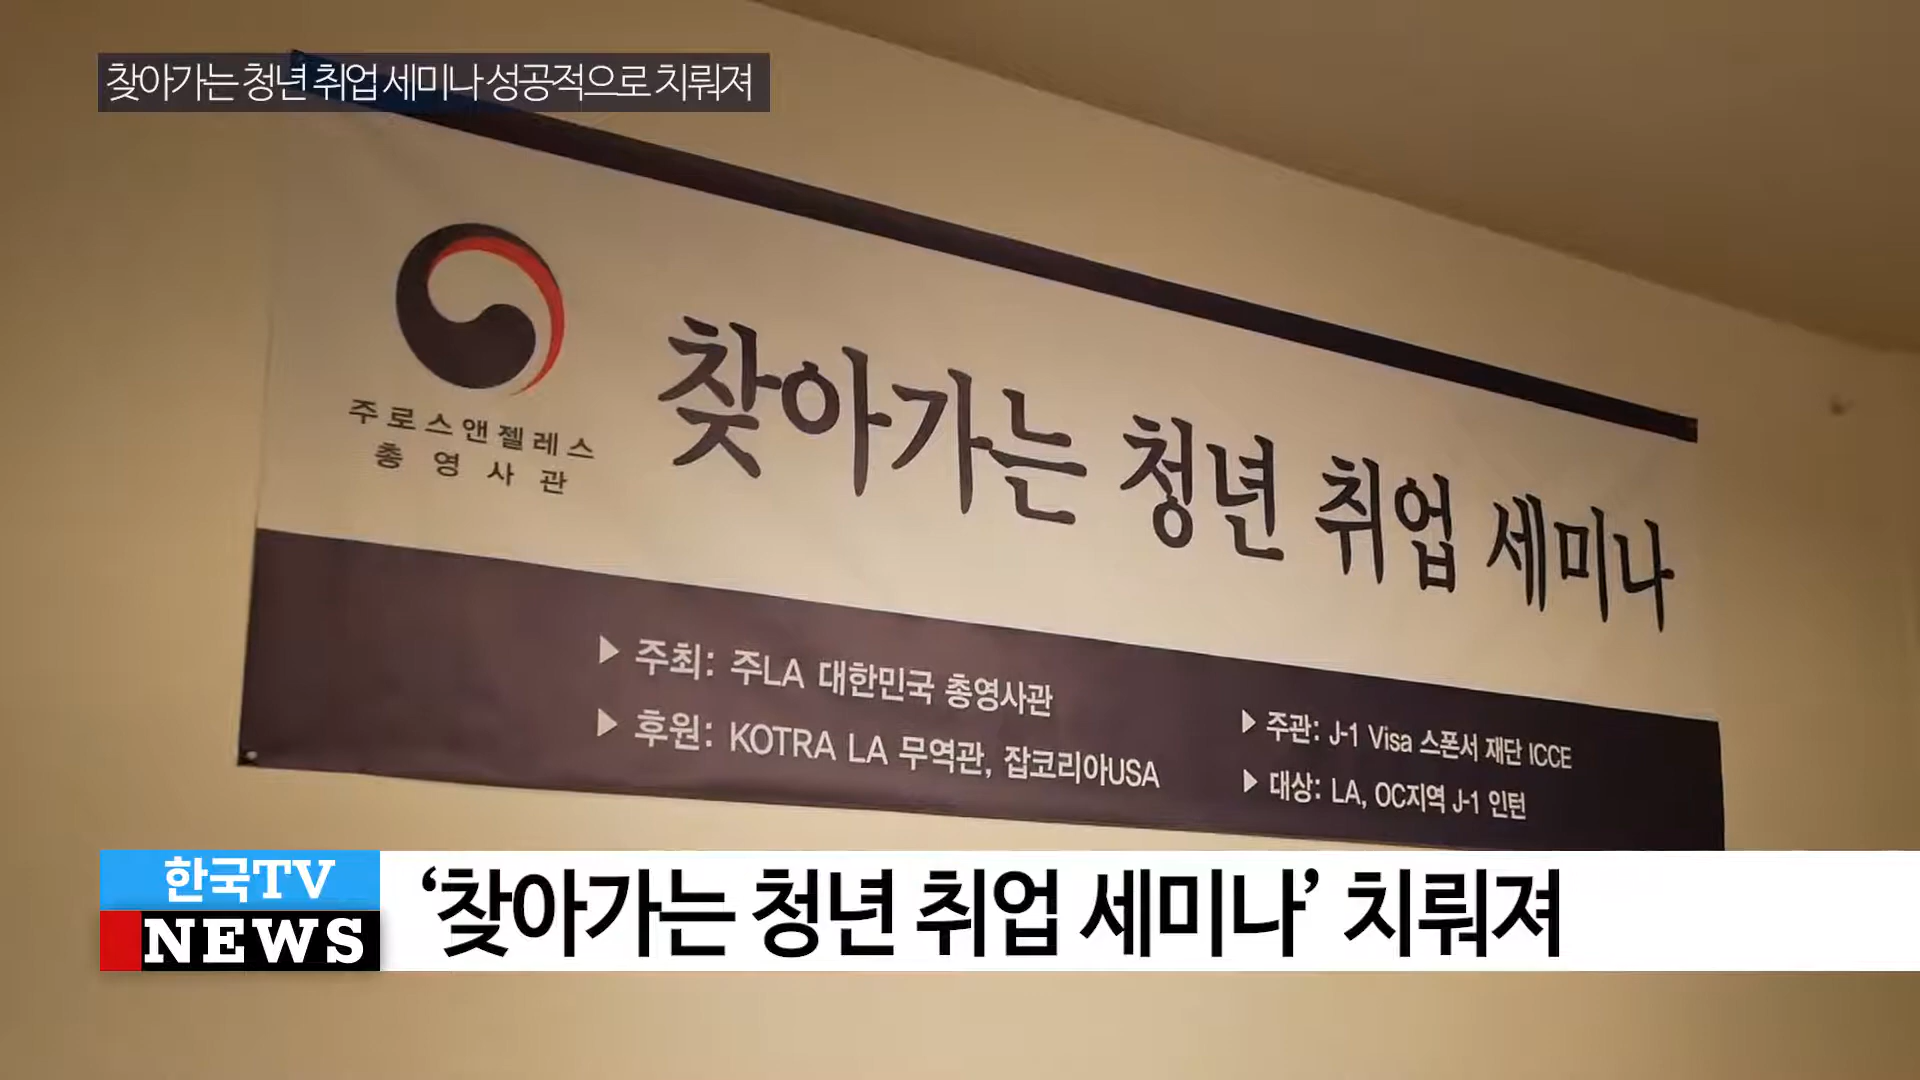 찾아가는 청년 취업 세미나 성공적으로 치뤄져
주로스앤젤레스
총영사관
찾아가는 청년 취업 세미나
▶ 주최: 주LA 대한민국 총영사관
▶ 후원: KOTRA LA 무역관, 잡코리아USA
▶ 주관: J-1 Visa 스폰서 재단 ICCE
▶ 대상: LA, OC지역 J-1 인턴
한국TV
NEWS
‘찾아가는 청년 취업 세미나’ 치뤄져